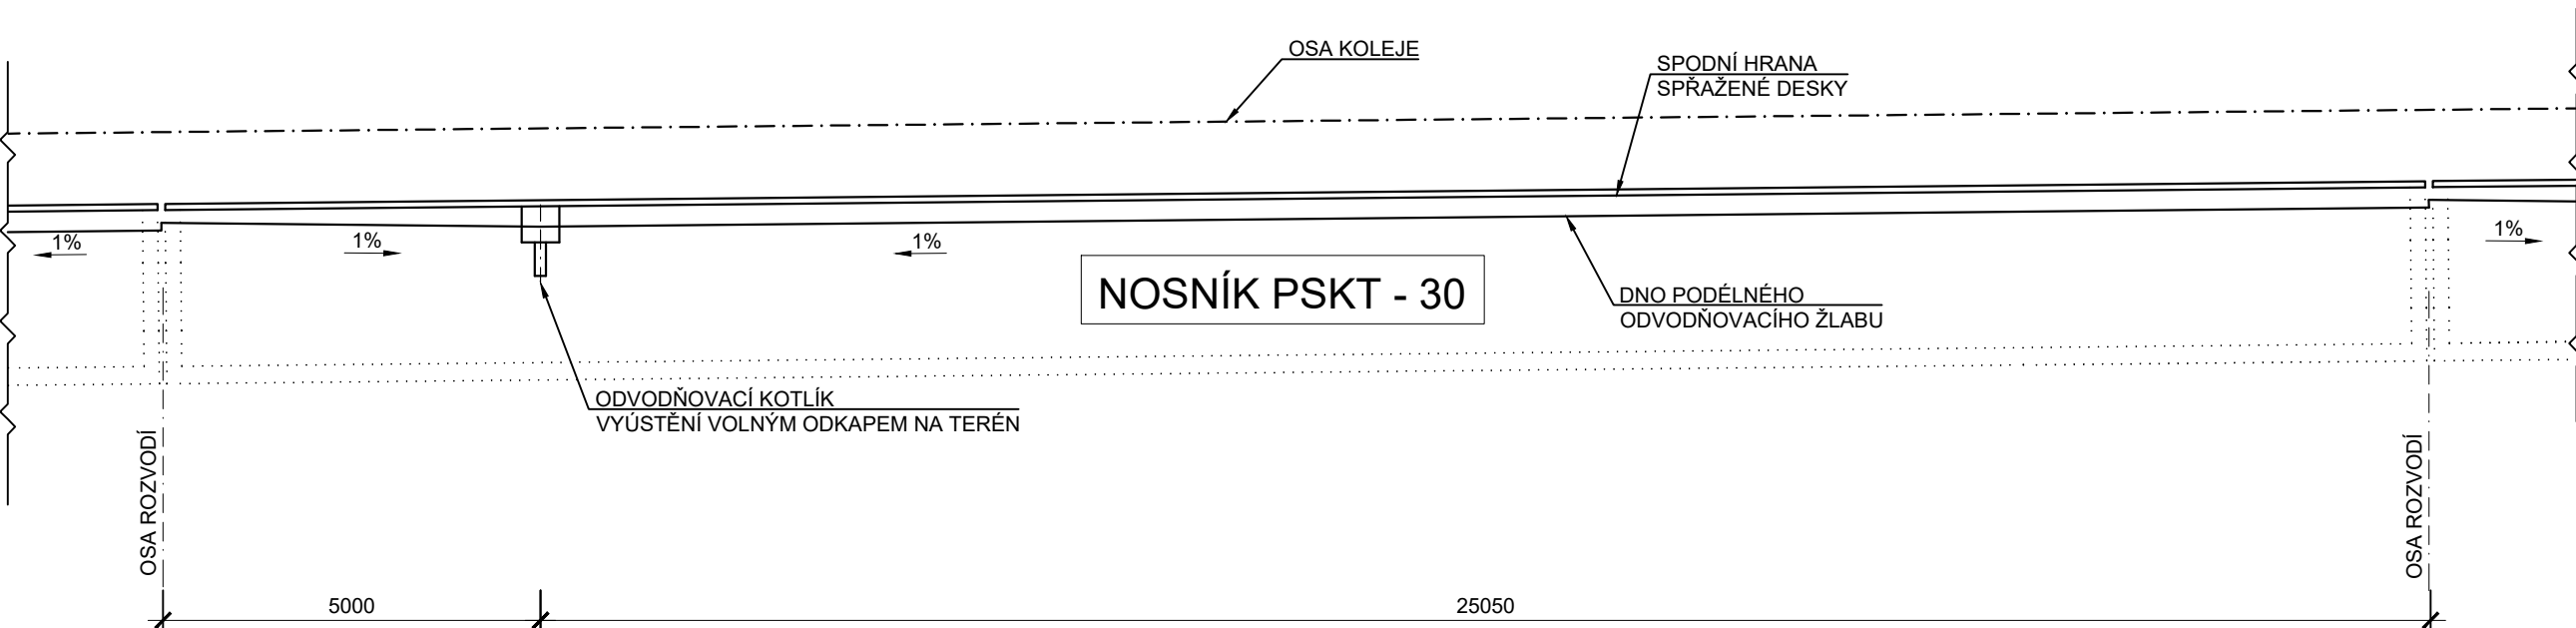 OSA KOLEJE
SPODNÍ HRANA
SPŘAŽENÉ DESKY
1%
1%
1%
1%
NOSNÍK PSKT - 30
DNO PODÉLNÉHO
ODVODŇOVACÍHO ŽLABU
ODVODŇOVACÍ KOTLÍK
VYÚSTĚNÍ VOLNÝM ODKAPEM NA TERÉN
OSA ROZVODÍ
OSA ROZVODÍ
5000
25050